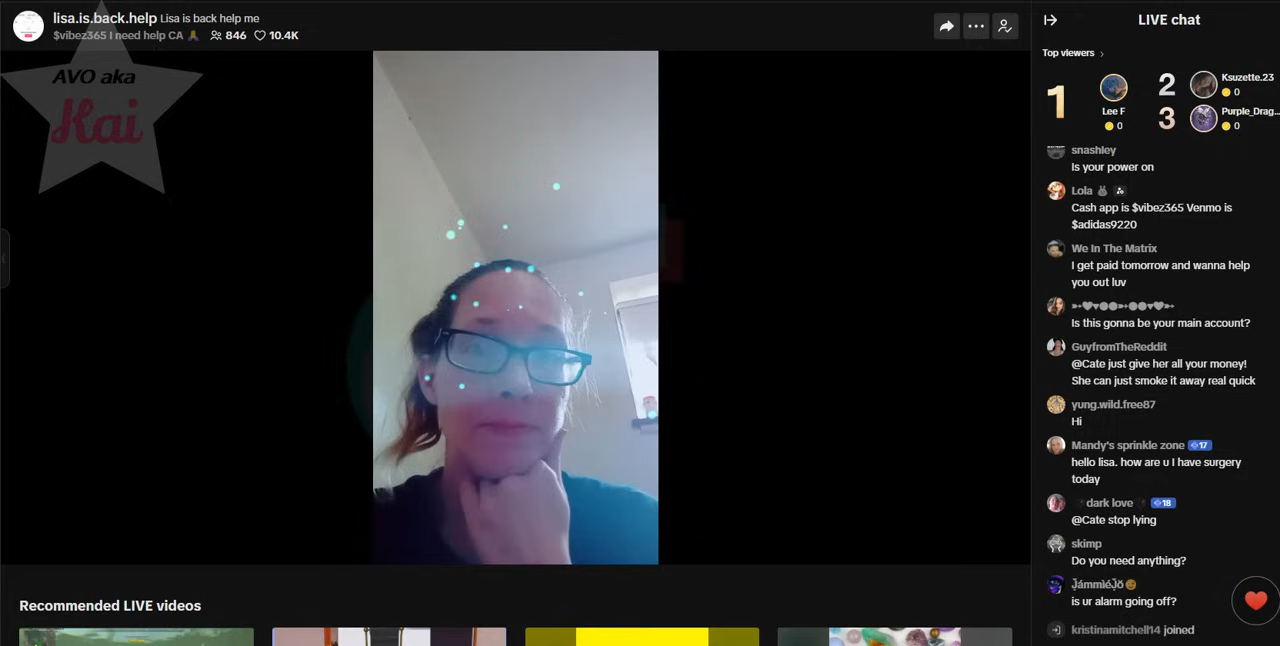 lisa.is.back.help Lisa is back help me
$vibez365 I need help CA 846 10.4K
AVO aka
Kai
LIVE chat
Top viewers
1
Lee F
0
2
Ksuzette.23
0
3
Purple_Drag...
0
snashley
Is your power on
Lola
Cash app is $vibez365 Venmo is
$adidas9220
We In The Matrix
I get paid tomorrow and wanna help
you out luv
Is this gonna be your main account?
GuyfromTheReddit
@Cate just give her all your money!
She can just smoke it away real quick
yung.wild.free87
Hi
Mandy's sprinkle zone 17
hello lisa. how are u I have surgery
today
dark love 18
@Cate stop lying
skimp
Do you need anything?
is ur alarm going off?
kristinamitchell14 joined
Recommended LIVE videos